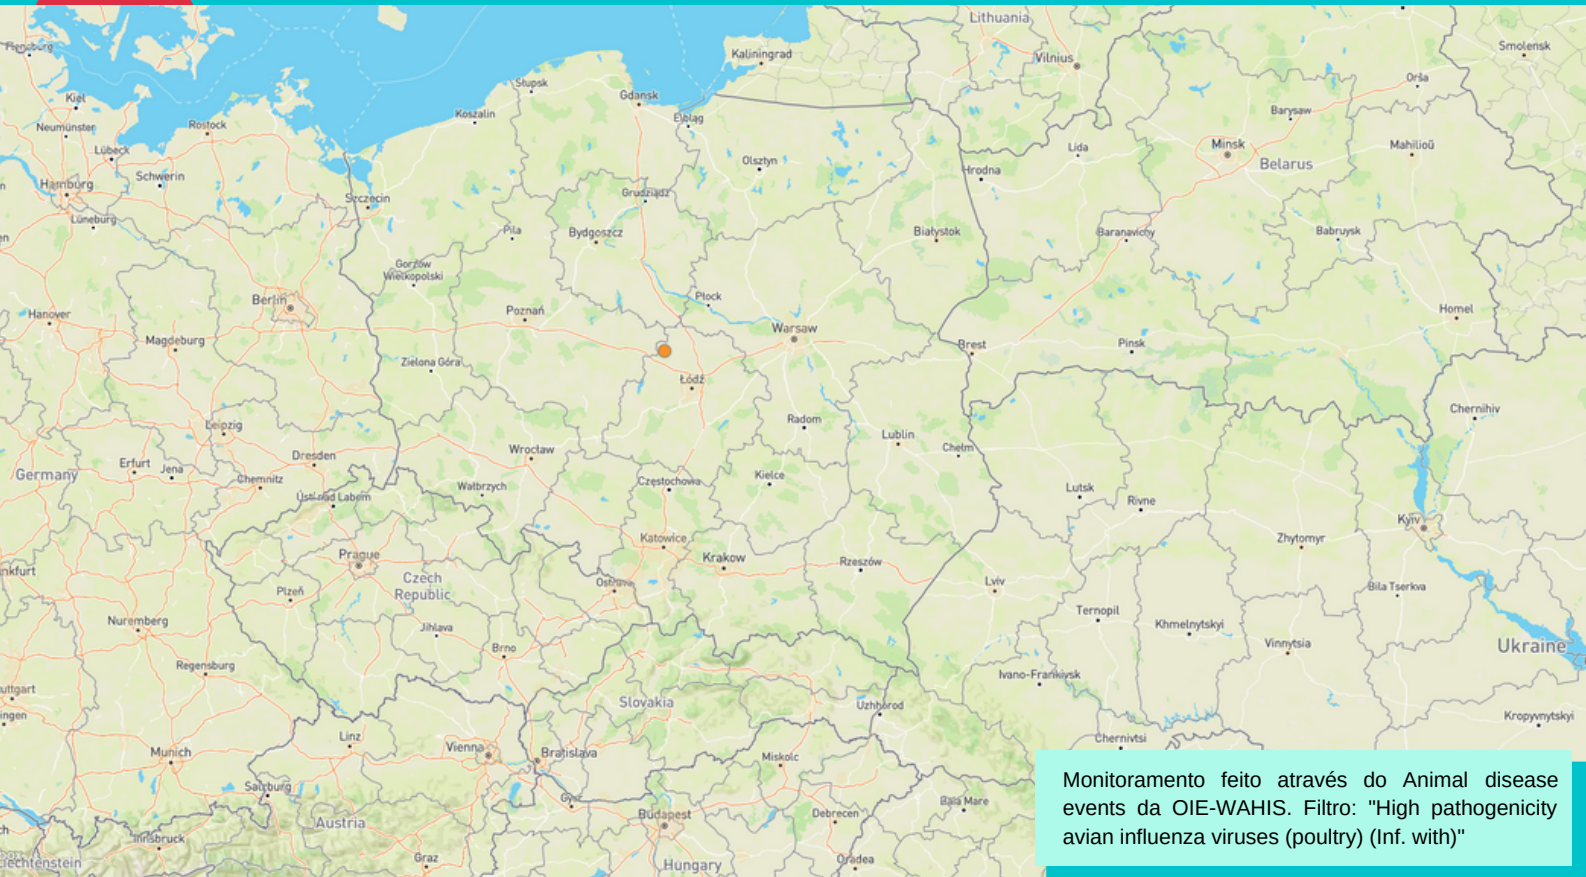 Lithuania
Flensburg
Kaliningrad
Smolensk
Vilnius
Słupsk
Orša
Kiel
Gdansk
Barysaw
Koszalin
Elbląg
Neumünster
Rostock
Minsk
Mahilioŭ
Lübeck
Lida
Olsztyn
Belarus
Hrodna
Schwerin
Hamburg
Grudziądz
Szczecin
Lüneburg
Pila
Bydgoszcz
Białystok
Baranavichy
Babruysk
Gorzów
Wielkopolski
Berlin
Płock
Hanover
Poznań
Homel
Warsaw
Magdeburg
Brest
Pinsk
Zielona Góra
Łódź
Chernihiv
Radom
Leipzig
Lublin
Wrocław
Chełm
Dresden
Erfurt
Jena
Germany
Chemnitz
Kielce
Częstochowa
Wałbrzych
Lutsk
Ústí nad Labem
Rivne
Kyiv
Katowice
Zhytomyr
Prague
Krakow
Rzeszów
nkfurt
Czech
Republic
Lviv
Plzeň
Bila Tserkva
Ternopil
Nuremberg
Khmelnytskyi
Jihlava
Vinnytsia
Brno
Ukraine
Regensburg
Ivano-Frankivsk
uttgart
Slovakia
Uzhhorod
ingen
Kropyvnytskyi
Linz
Chernivtsi
Vienna
Munich
Bratislava
Miskolc
Salzburg
Baia Mare
Budapest
Debrecen
Austria
Innsbruck
Liechtenstein
Graz
Hungary
Oradea
Monitoramento feito através do Animal disease
events da OIE-WAHIS. Filtro: "High pathogenicity
avian influenza viruses (poultry) (Inf. with)"